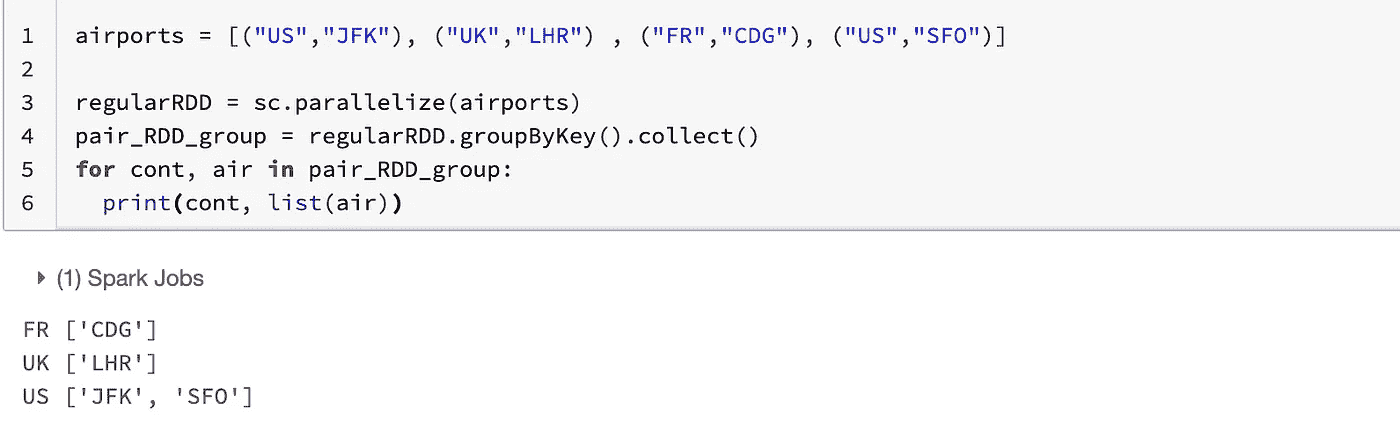 1 airports = [("US","JFK"), ("UK","LHR") , ("FR","CDG"), ("US","SFO")]
2
3 regularRDD = sc.parallelize(airports)
4 pair_RDD_group = regularRDD.groupByKey().collect()
5 for cont, air in pair_RDD_group:
6   print(cont, list(air))
(1) Spark Jobs
FR ['CDG']
UK ['LHR']
US ['JFK', 'SFO']